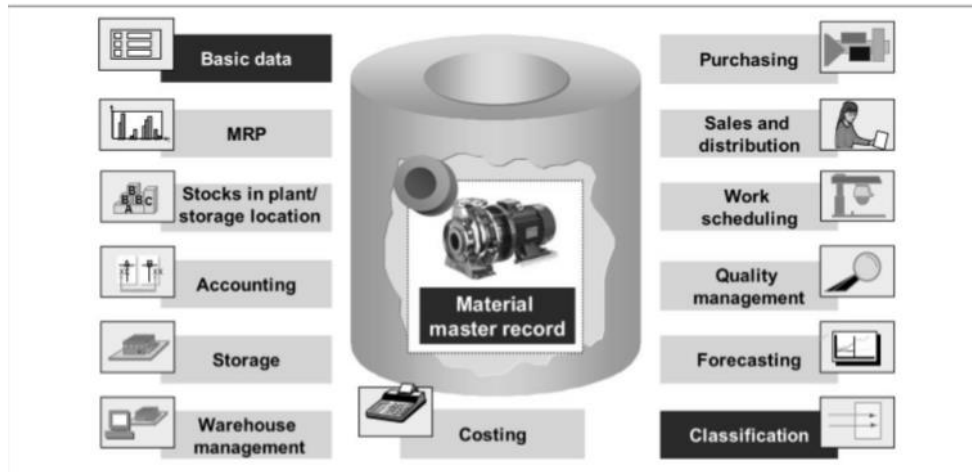 Basic data
MRP
Stocks in plant/
storage location
Accounting
Storage
Warehouse
management
Material
master record
Costing
Purchasing
Sales and
distribution
Work
scheduling
Quality
management
Forecasting
Classification
B
B B C
A